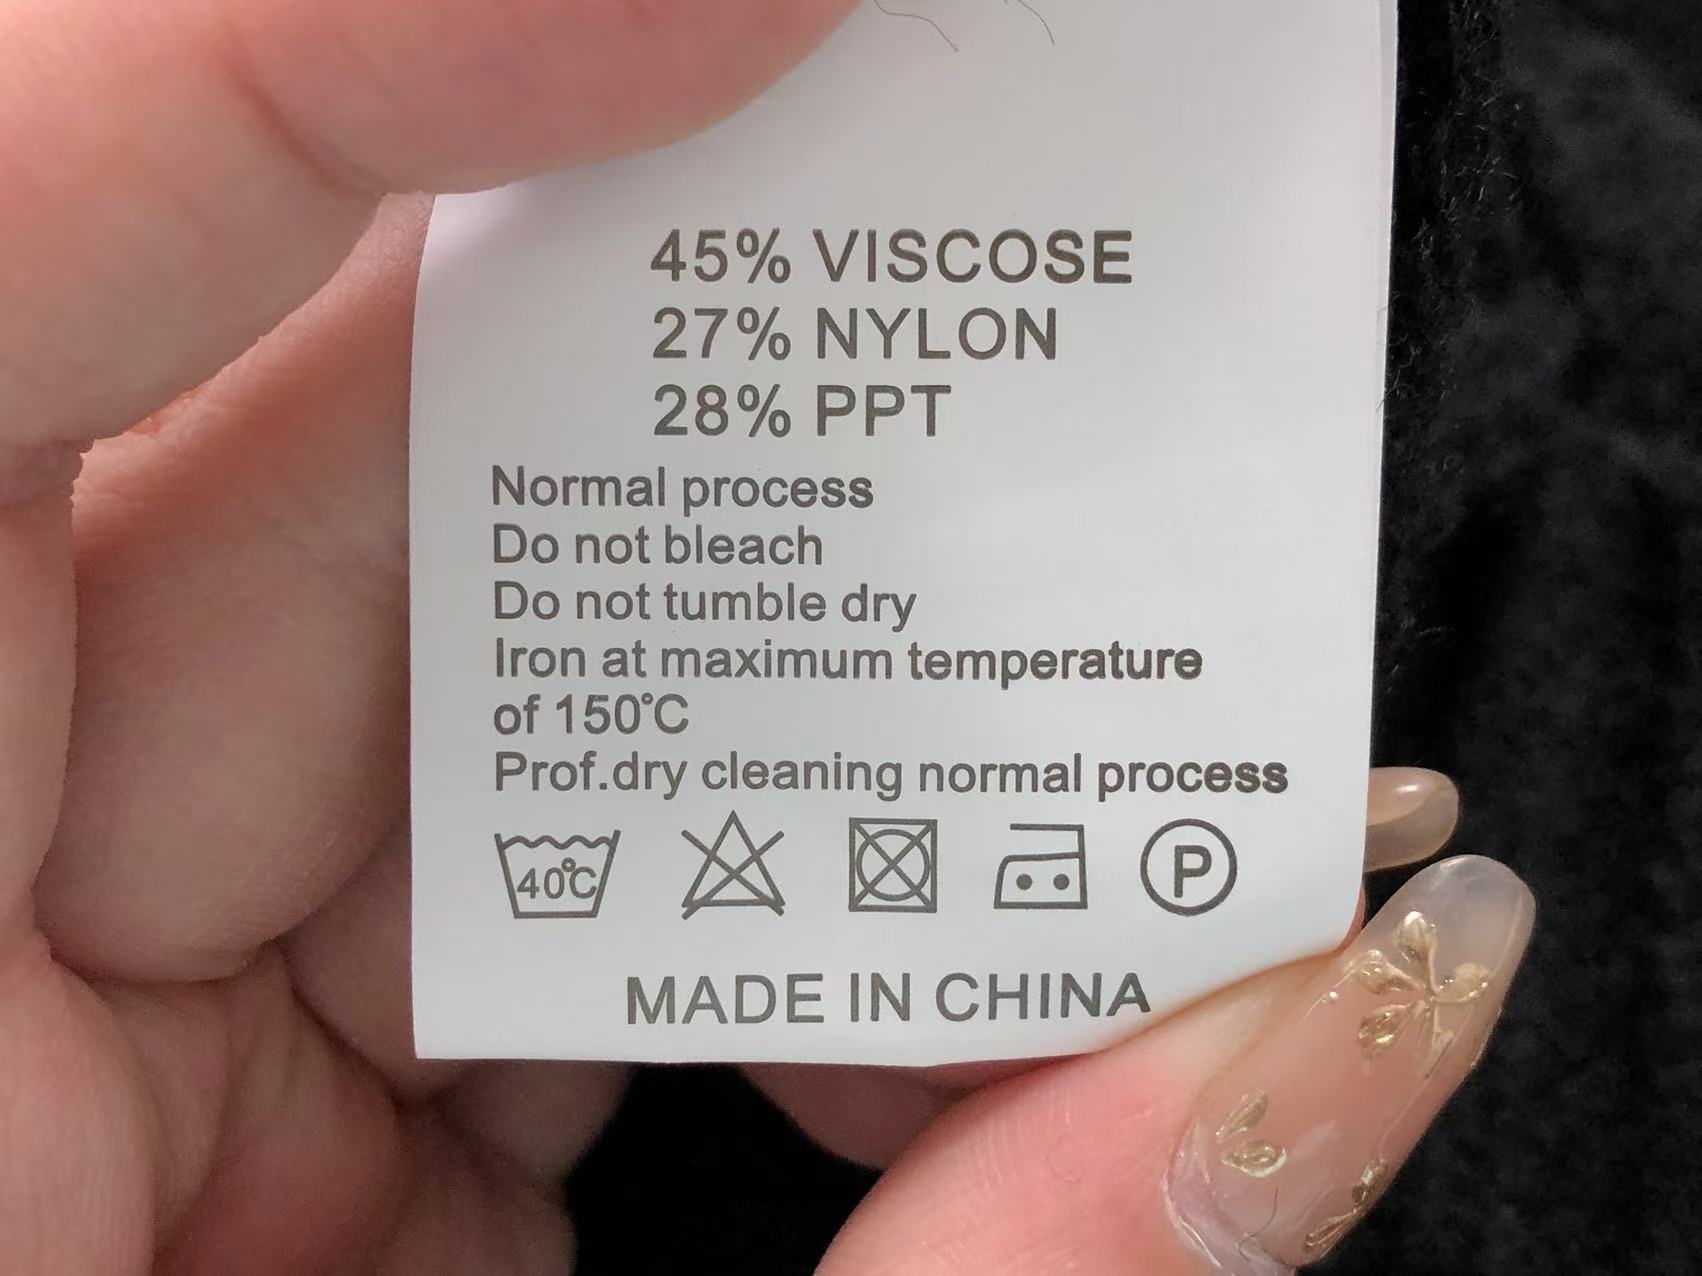 45% VISCOSE
27% NYLON
28% PPT
Normal process
Do not bleach
Do not tumble dry
Iron at maximum temperature
of 150℃
Prof.dry cleaning normal process
40℃ P
MADE IN CHINA